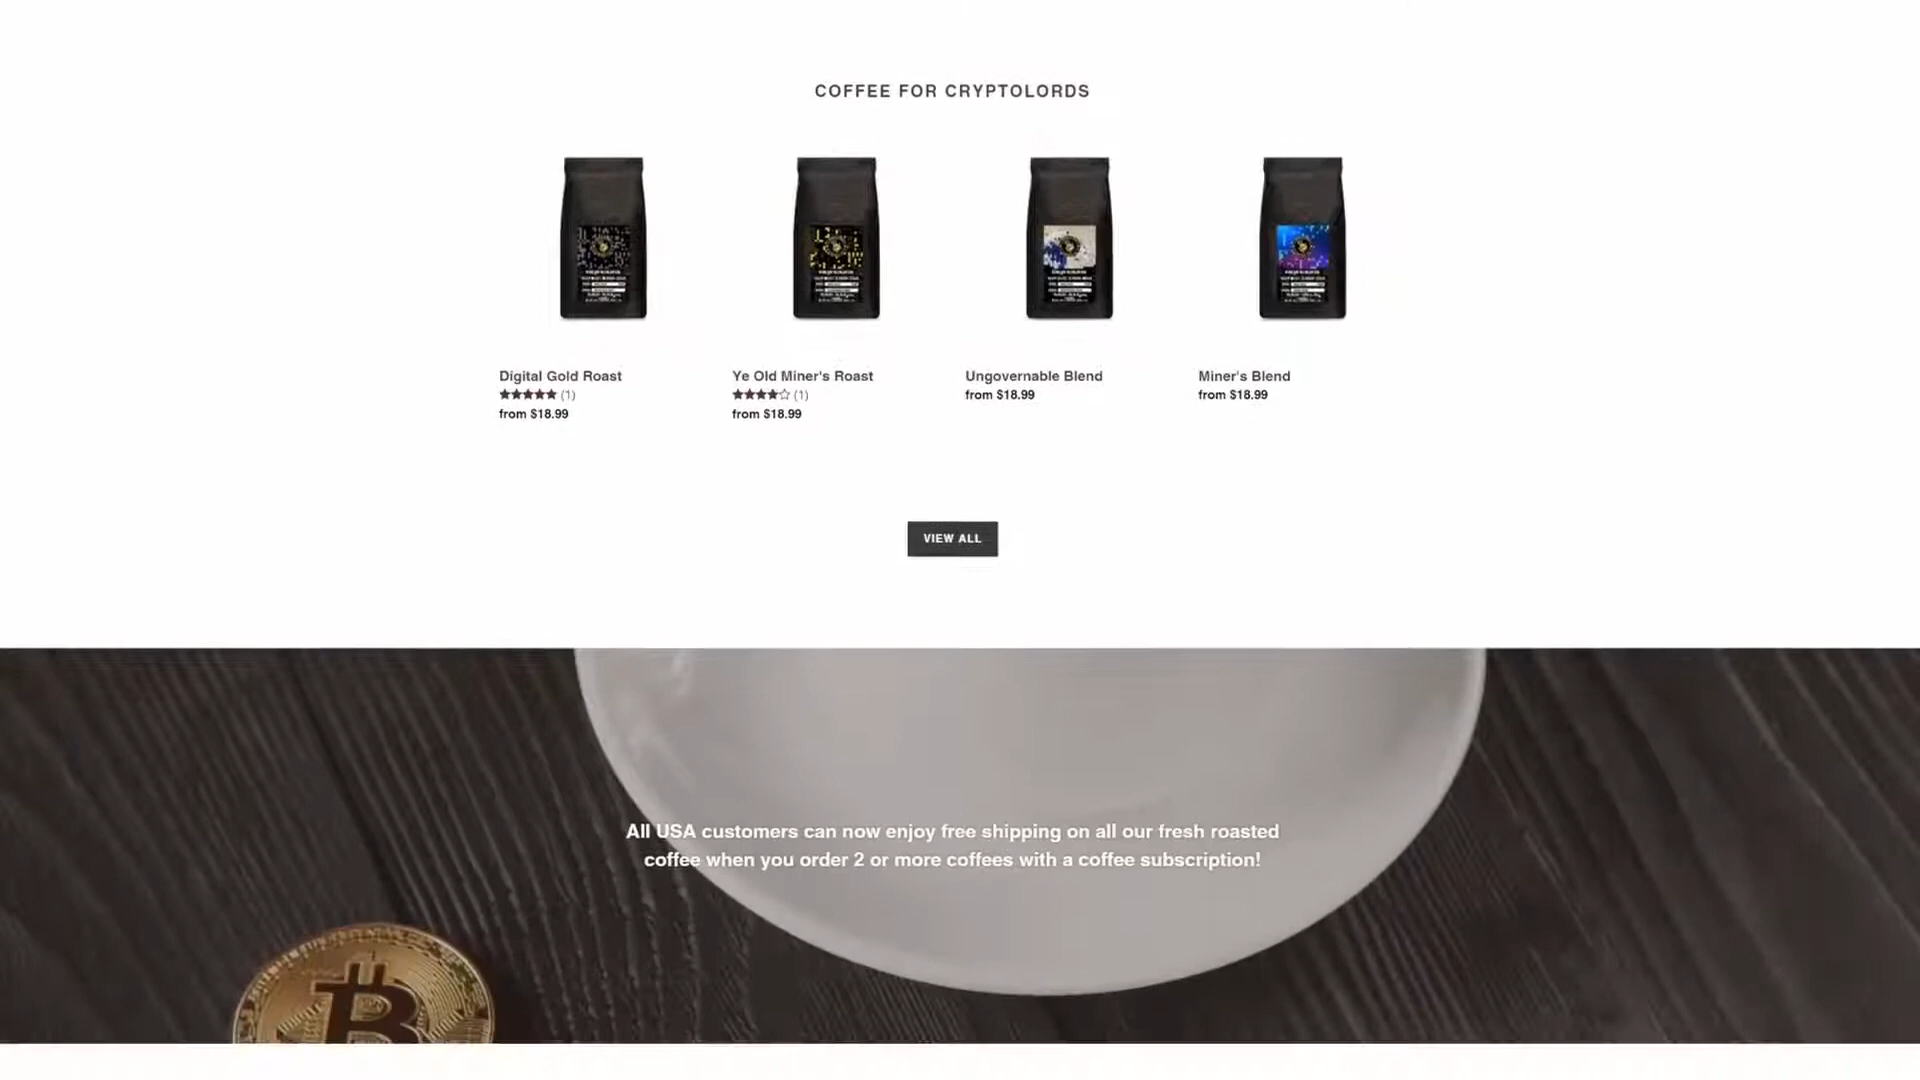 COFFEE FOR CRYPTOLORDS
Digital Gold Roast
(1)
from $18.99
Ye Old Miner's Roast
(1)
from $18.99
Ungovernable Blend
from $18.99
Miner's Blend
from $18.99
VIEW ALL
All USA customers can now enjoy free shipping on all our fresh roasted
coffee when you order 2 or more coffees with a coffee subscription!